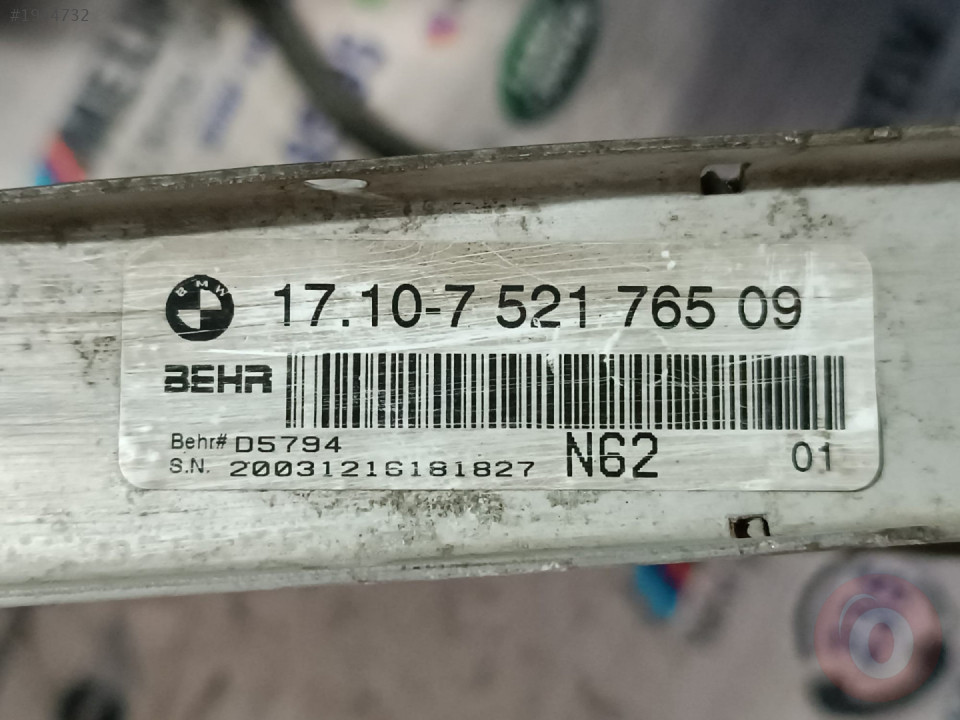 BMW
17.10-7 521 765 09
BEHR
Behr# D5794
S.N. 20031216181827
N62
01